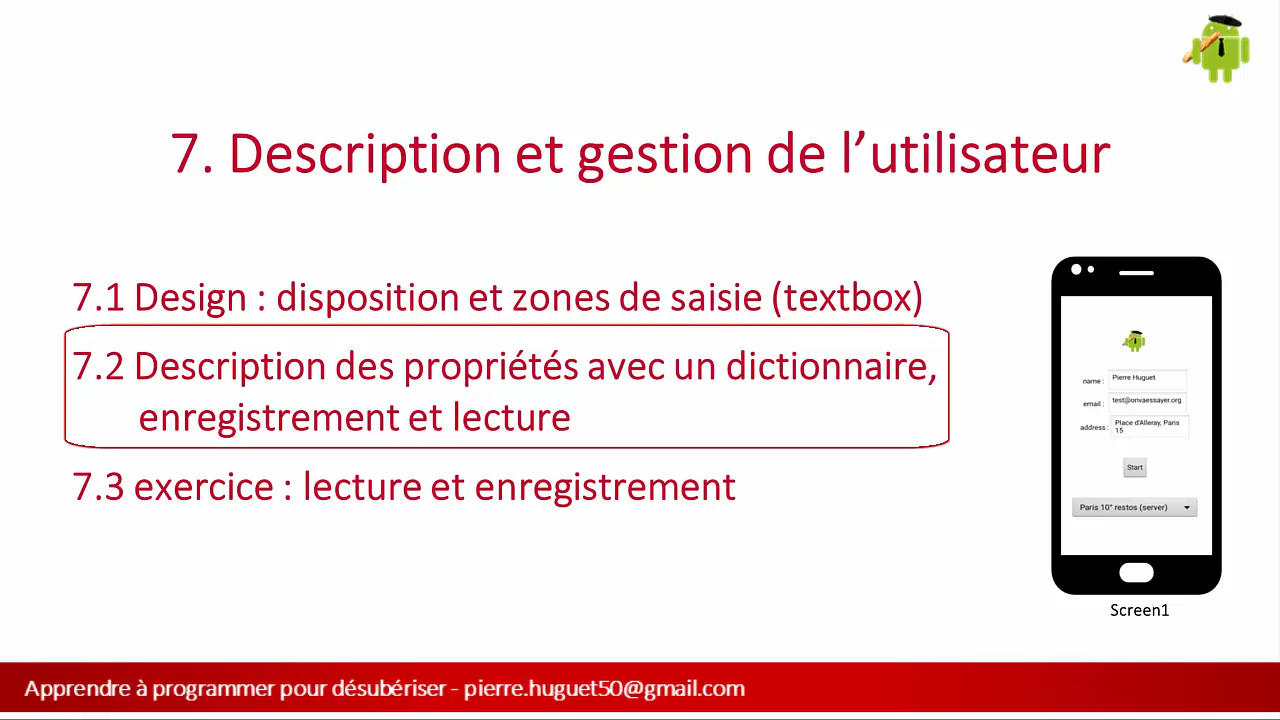 7. Description et gestion de l’utilisateur
7.1 Design : disposition et zones de saisie (textbox)
7.2 Description des propriétés avec un dictionnaire,
enregistrement et lecture
7.3 exercice : lecture et enregistrement
name : Pierre Huguet
email : test@onvaessayer.org
address : Place d'Alleray, Paris
15
Start
Paris 10° restos (server)
Screen1
Apprendre à programmer pour désubériser - pierre.huguet50@gmail.com